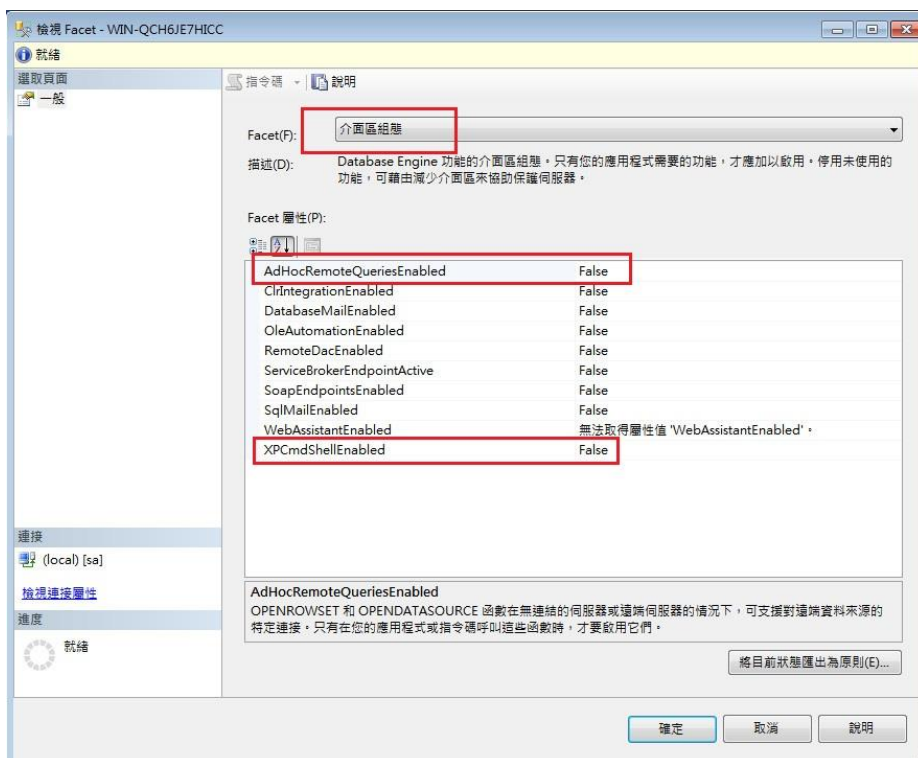 檢視 Facet - WIN-QCH6JE7HICC
就緒
選取頁面
一般
指令碼
說明
Facet(F):
介面區組態
描述(D):
Database Engine 功能的介面區組態。只有您的應用程式需要的功能，才應加以啟用。停用未使用的
功能，可藉由減少介面區來協助保護伺服器。
Facet 屬性(P):
AdHocRemoteQueriesEnabled False
ClrIntegrationEnabled False
DatabaseMailEnabled False
OleAutomationEnabled False
RemoteDacEnabled False
ServiceBrokerEndpointActive False
SoapEndpointsEnabled False
SqlMailEnabled False
WebAssistantEnabled 無法取得屬性值 'WebAssistantEnabled'。
XPCmdShellEnabled False
連接
(local) [sa]
檢視連接屬性
進度
就緒
AdHocRemoteQueriesEnabled
OPENROWSET 和 OPENDATASOURCE 函數在無連結的伺服器或遠端伺服器的情況下，可支援對遠端資料來源的
特定連接。只有在您的應用程式或指令碼呼叫這些函數時，才要啟用它們。
將目前狀態匯出為原則(E)...
確定
取消
說明